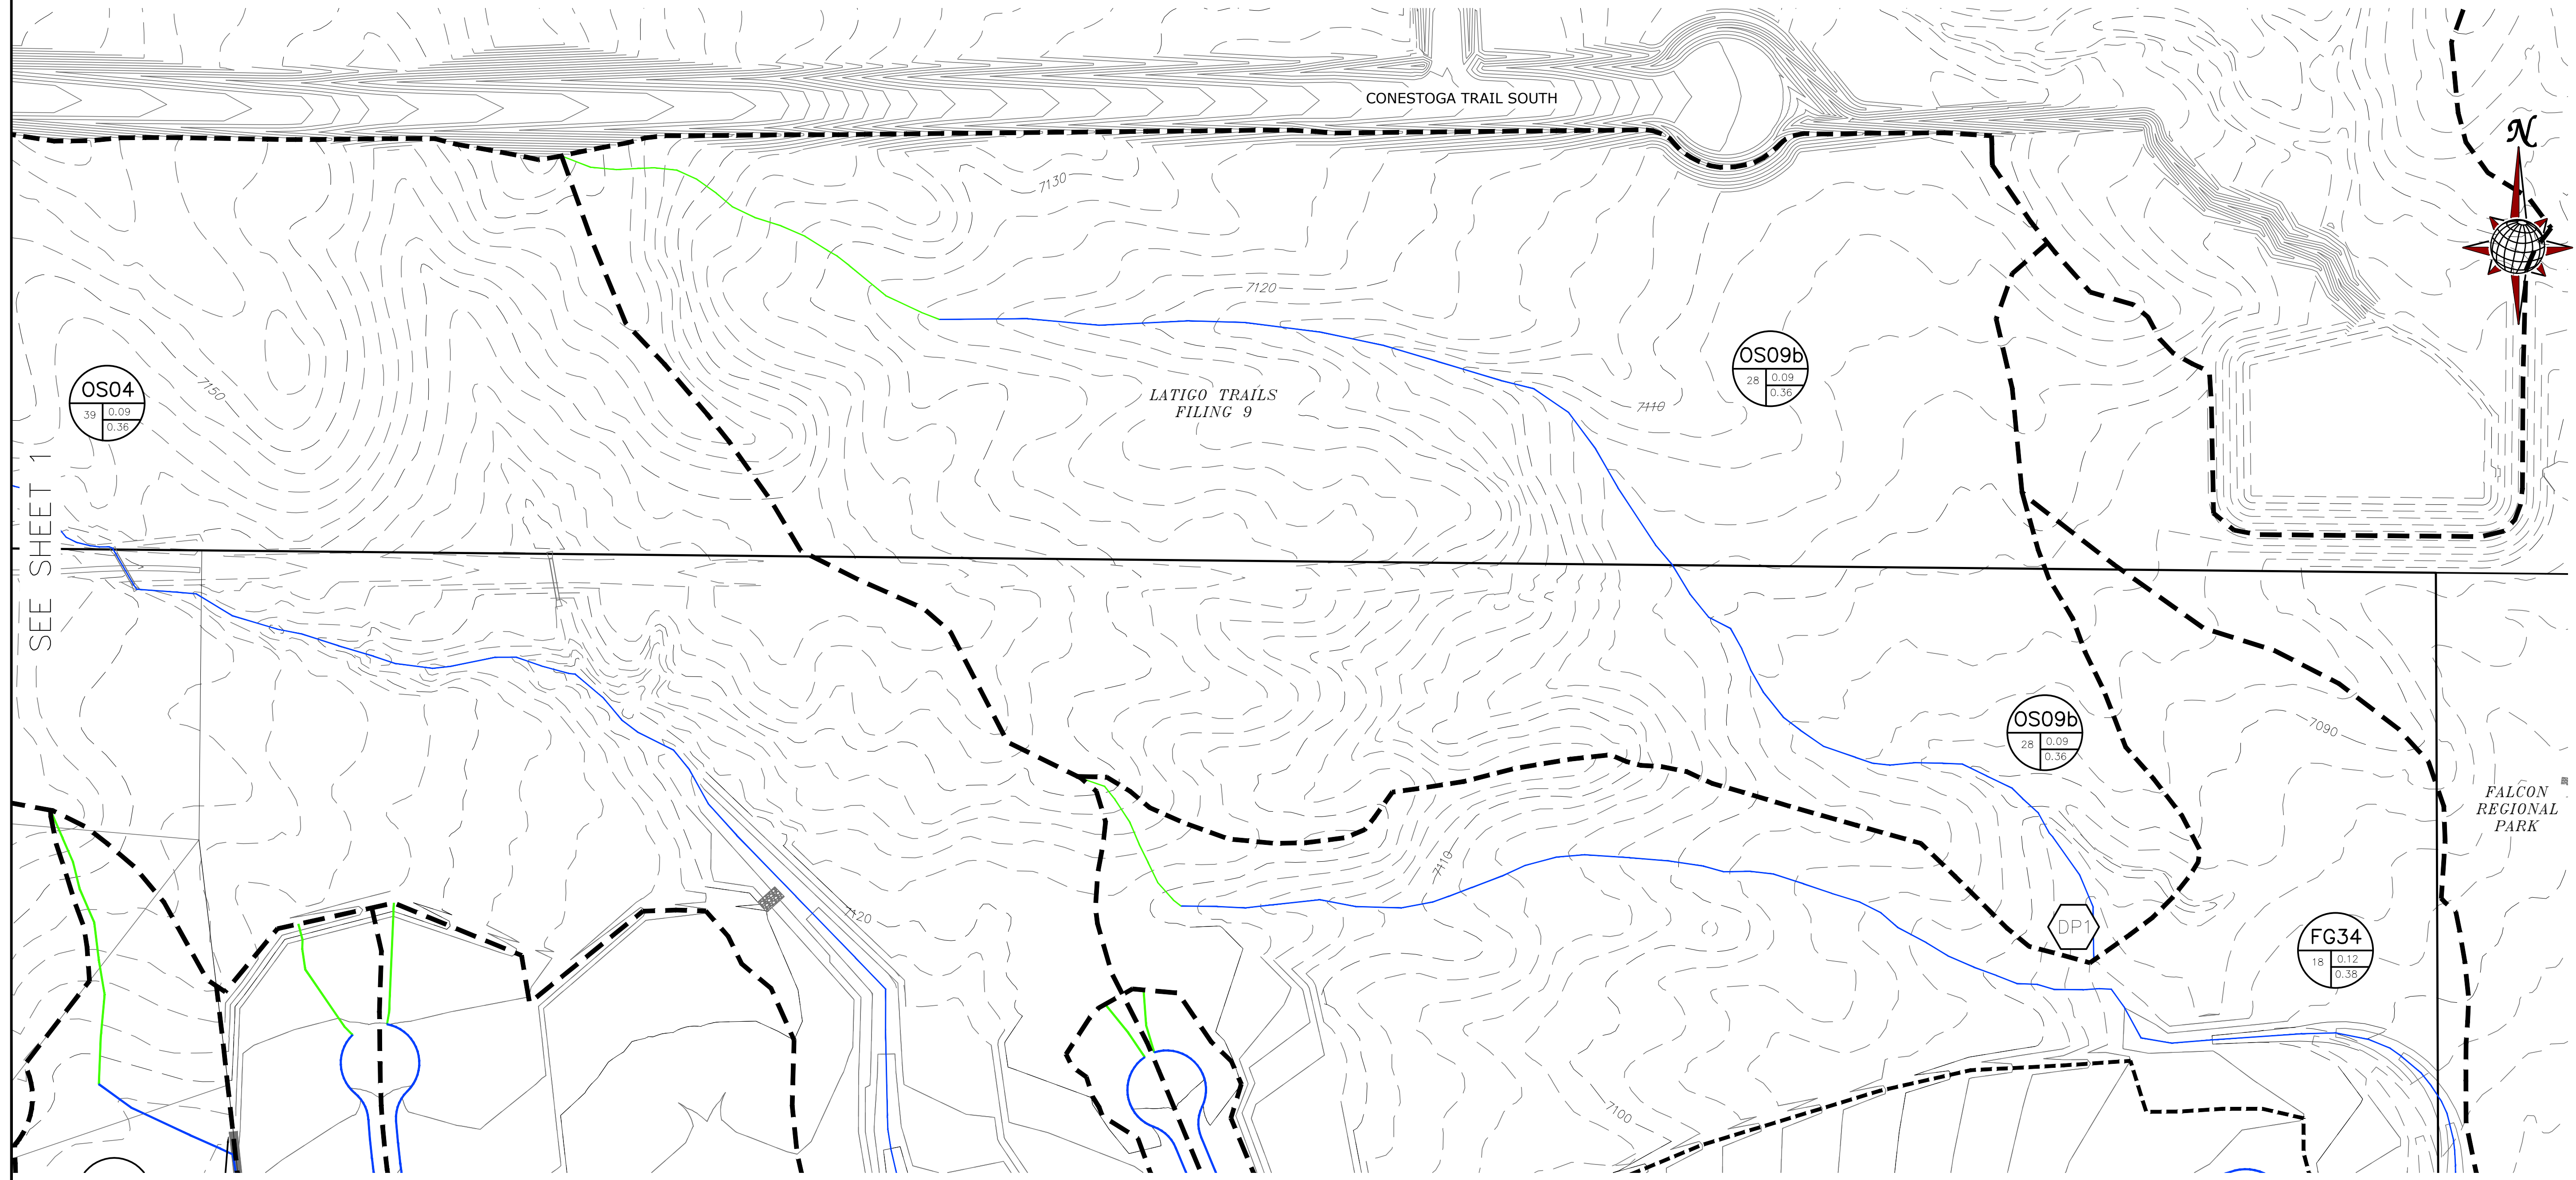 CONESTOGA TRAIL SOUTH
N
7130
7120
OS09b
28 0.09
0.36
OS04
39 0.09
0.36
7150
LATIGO TRAILS
FILING 9
7110
SEE SHEET 1
OS09b
28 0.09
0.36
7090
FALCON
REGIONAL
PARK
7110
7120
DP1
FG34
18 0.12
0.38
7100